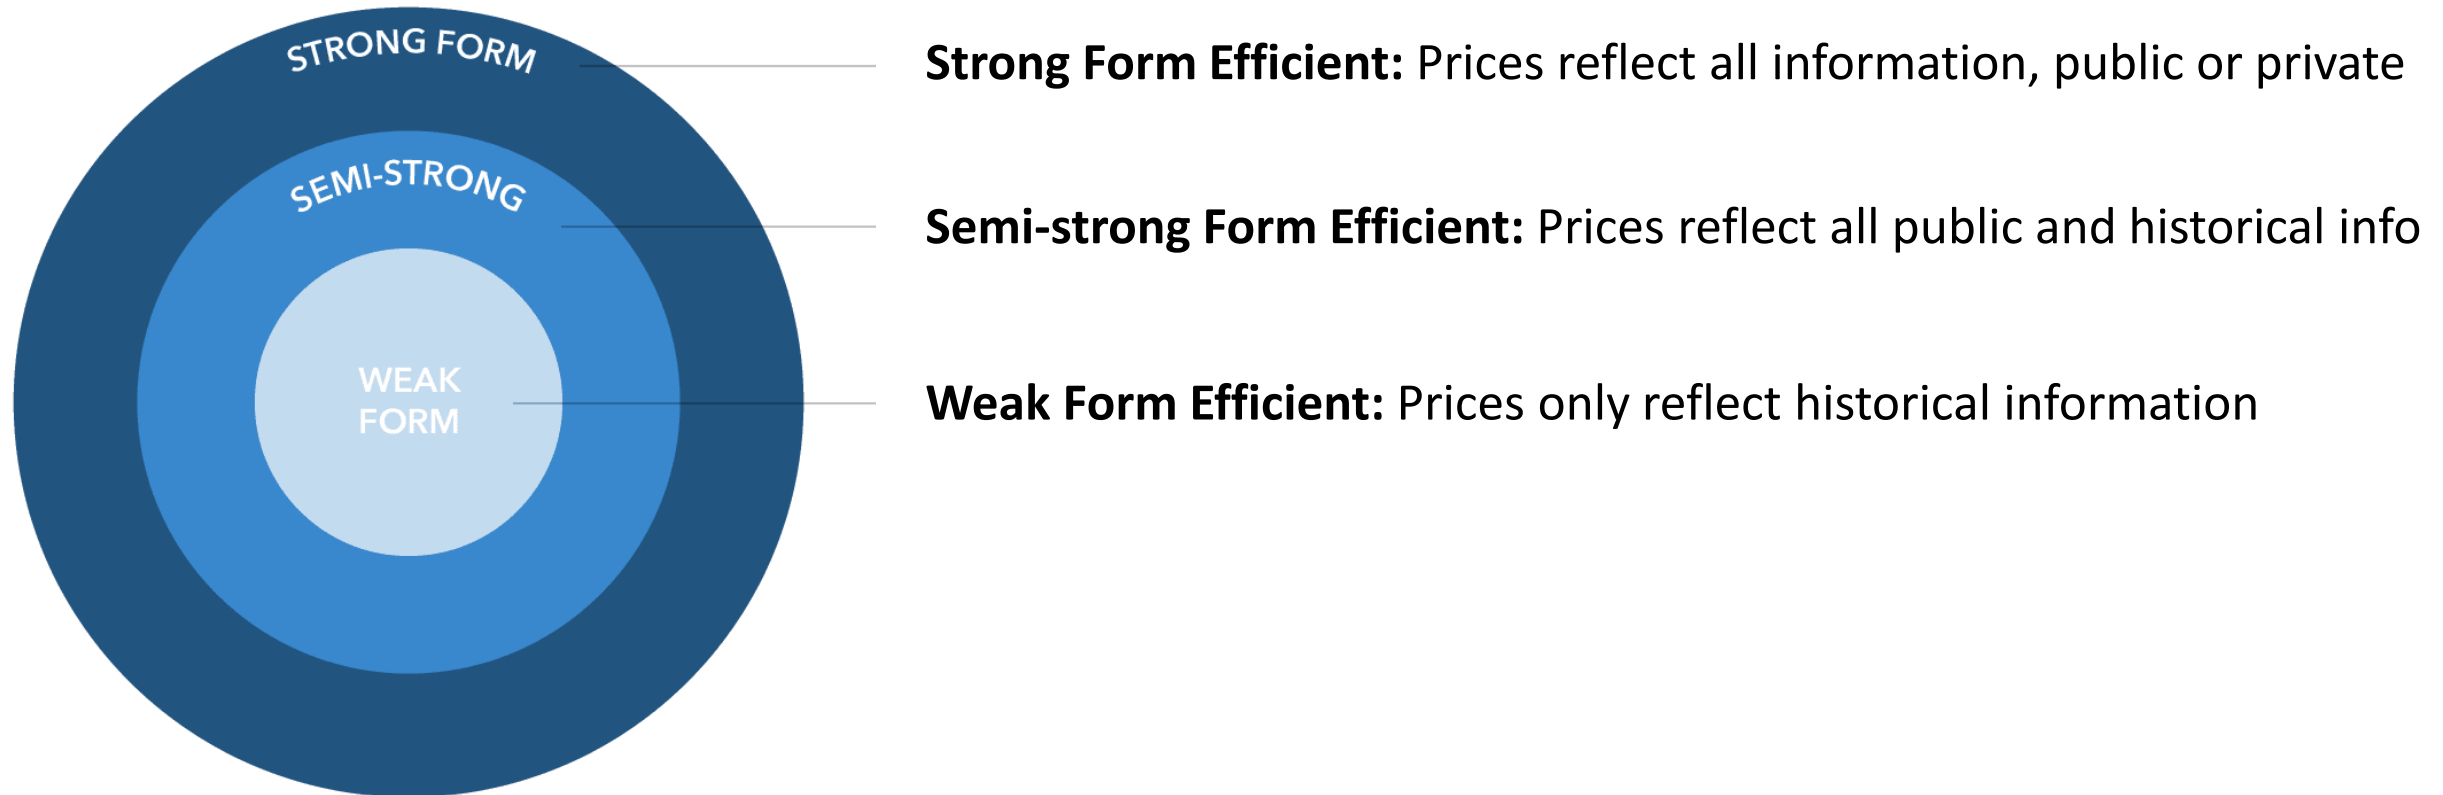 STRONG FORM
Strong Form Efficient: Prices reflect all information, public or private
SEMI-STRONG
Semi-strong Form Efficient: Prices reflect all public and historical info
WEAK
FORM
Weak Form Efficient: Prices only reflect historical information